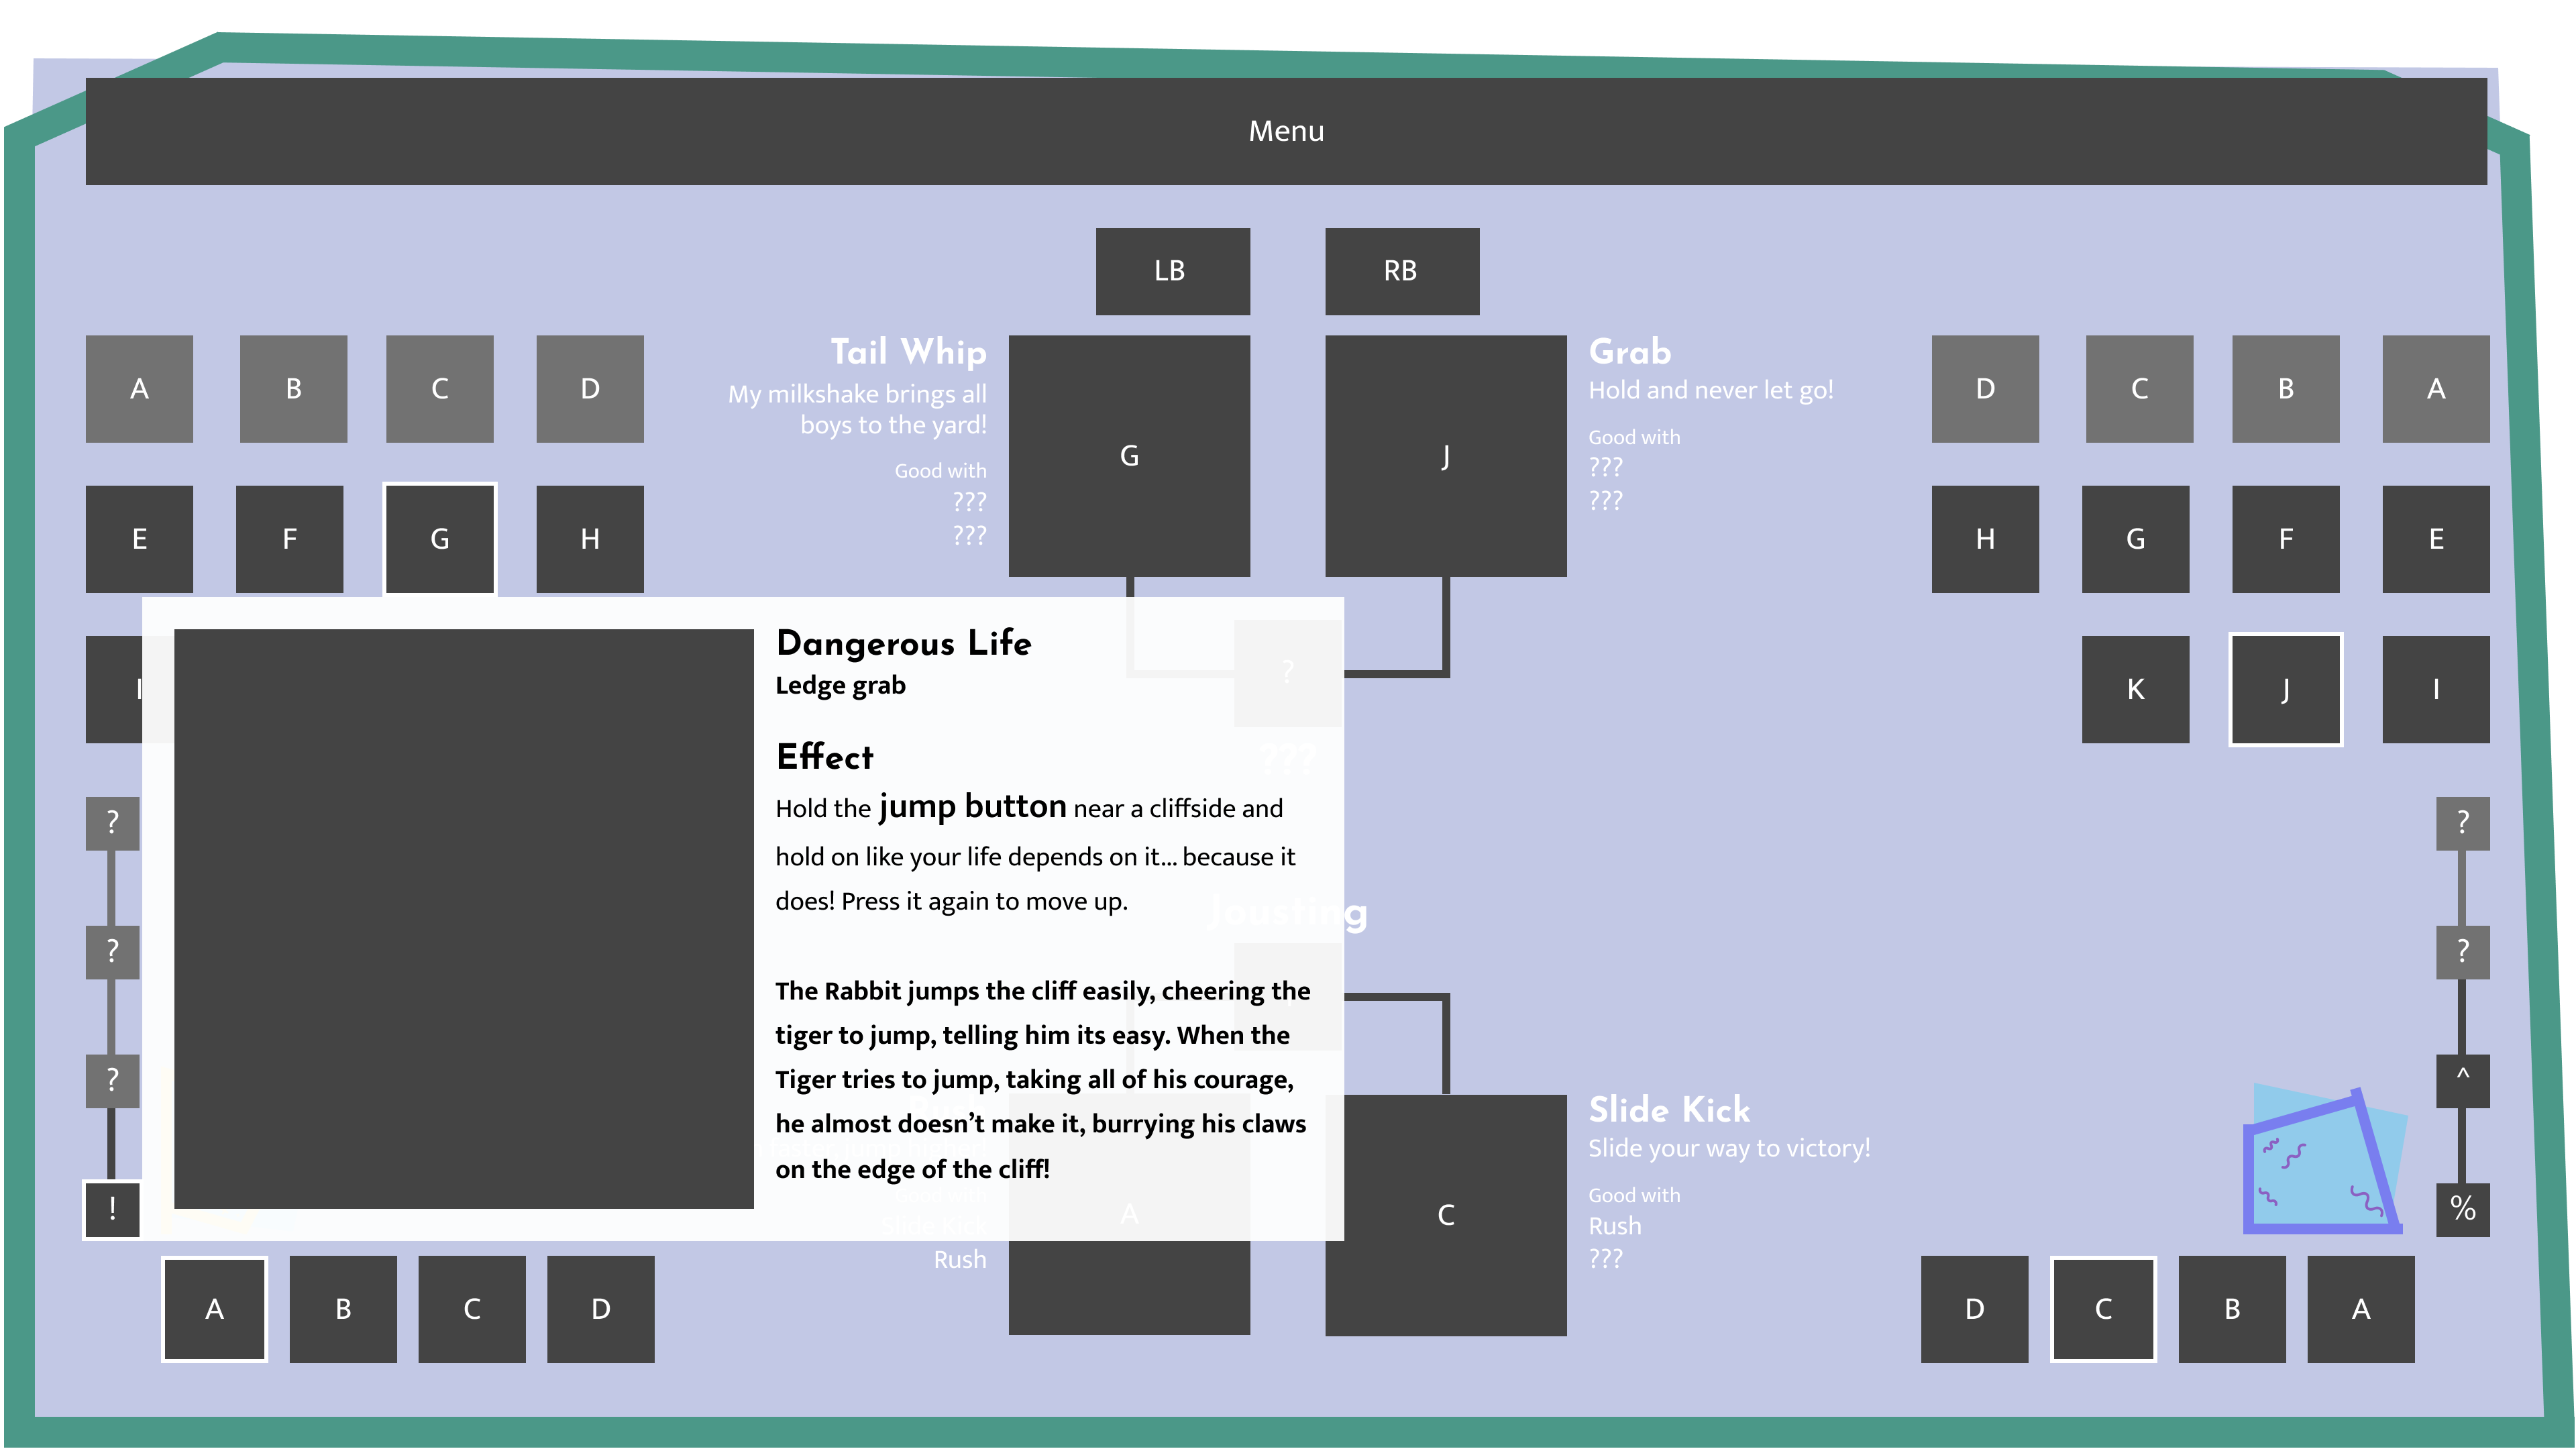 Menu
LB RB
A B C D
Tail Whip
My milkshake brings all
boys to the yard!
Good with
???
???
G
J
Grab
Hold and never let go!
Good with
???
???
D C B A
E F G H
H G F E
K J I
?
???
Dangerous Life
Ledge grab
Effect
Hold the jump button near a cliffside and
hold on like your life depends on it... because it
does! Press it again to move up.
The Rabbit jumps the cliff easily, cheering the
tiger to jump, telling him its easy. When the
Tiger tries to jump, taking all of his courage,
he almost doesn't make it, burrying his claws
on the edge of the cliff!
Jousting
?
?
?
!
Good with
Slide Kick
Rush
A
C
Slide Kick
Slide your way to victory!
Good with
Rush
???
?
?
^
%
A B C D
D C B A